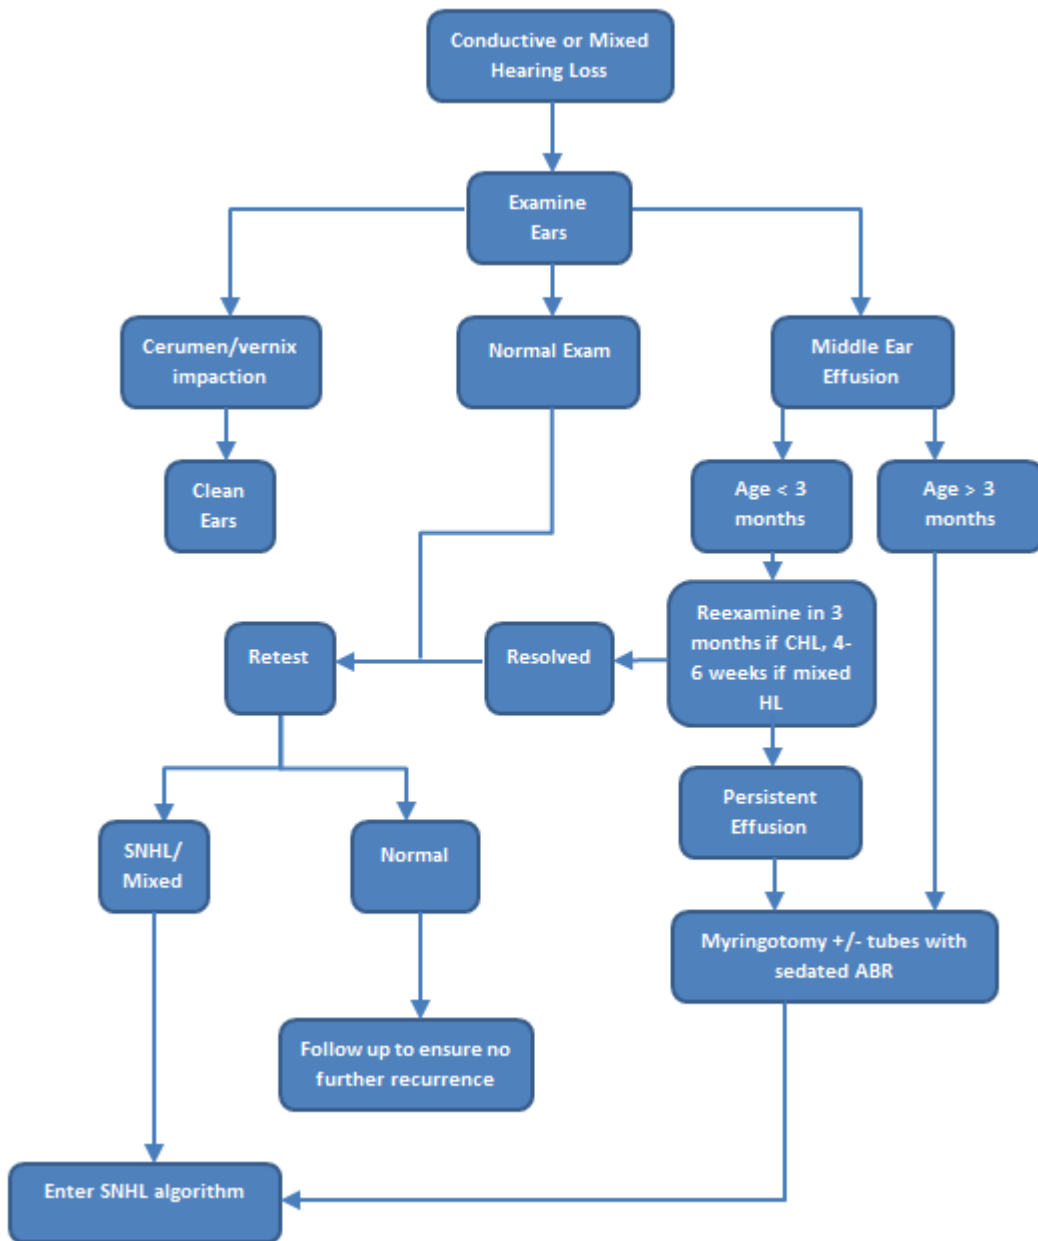 Conductive or Mixed
Hearing Loss
Examine
Ears
Cerumen/vernix
impaction
Normal Exam
Middle Ear
Effusion
Clean
Ears
Age < 3
months
Age > 3
months
Retest
Resolved
Reexamine in 3
months if CHL, 4-
6 weeks if mixed
HL
Persistent
Effusion
SNHL/
Mixed
Normal
Myringotomy +/- tubes with
sedated ABR
Follow up to ensure no
further recurrence
Enter SNHL algorithm